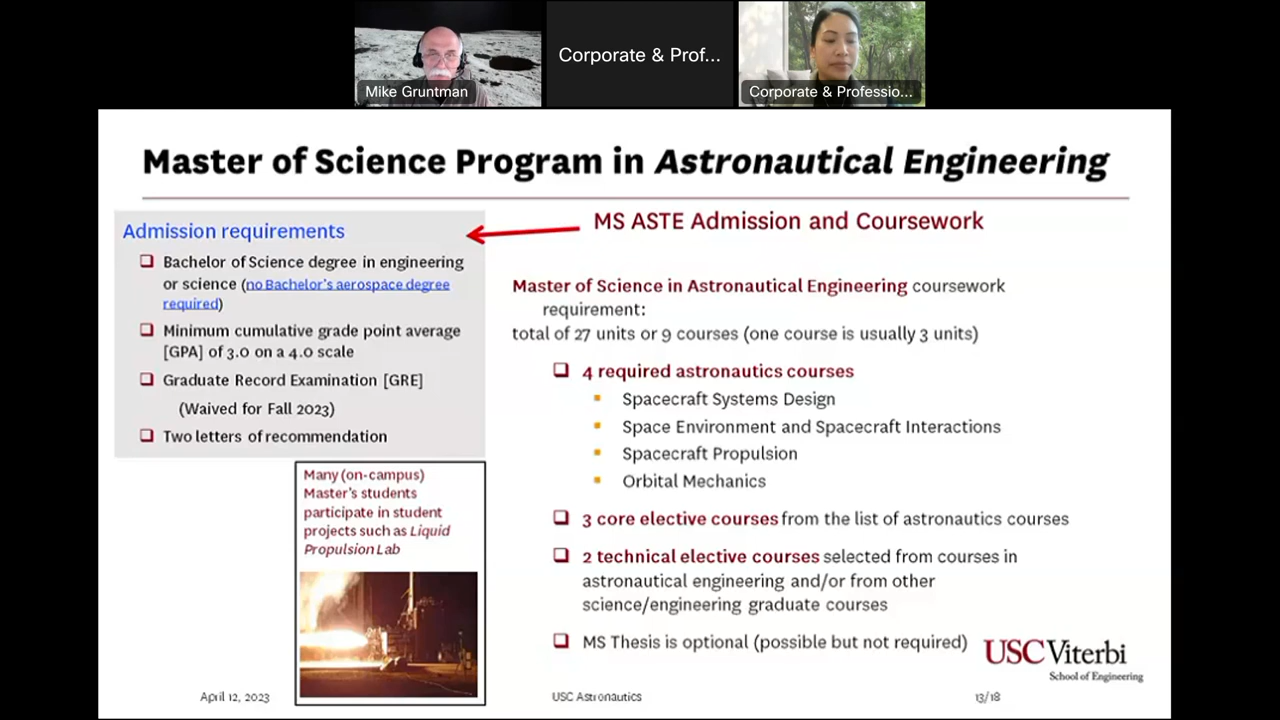 Mike Gruntman
Corporate & Prof...
Corporate & Professio...
Master of Science Program in Astronautical Engineering
Admission requirements
❑ Bachelor of Science degree in engineering
or science (no Bachelor's aerospace degree
required)
❑ Minimum cumulative grade point average
[GPA] of 3.0 on a 4.0 scale
❑ Graduate Record Examination [GRE]
(Waived for Fall 2023)
❑ Two letters of recommendation
Many (on-campus)
Master's students
participate in student
projects such as Liquid
Propulsion Lab
MS ASTE Admission and Coursework
Master of Science in Astronautical Engineering coursework
requirement:
total of 27 units or 9 courses (one course is usually 3 units)
❑ 4 required astronautics courses
▪ Spacecraft Systems Design
▪ Space Environment and Spacecraft Interactions
▪ Spacecraft Propulsion
▪ Orbital Mechanics
❑ 3 core elective courses from the list of astronautics courses
❑ 2 technical elective courses selected from courses in
astronautical engineering and/or from other
science/engineering graduate courses
❑ MS Thesis is optional (possible but not required)
USC Viterbi
School of Engineering
April 12, 2023
USC Astronautics
13/18